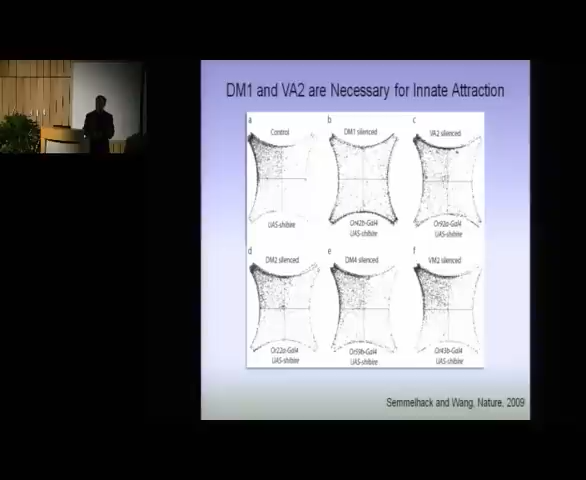 DM1 and VA2 are Necessary for Innate Attraction
a
Control
UAS-shibire
b
DM1 silenced
Or42b-Gal4
UAS-shibire
c
VA2 silenced
Or92a-Gal4
UAS-shibire
d
DM2 silenced
Or22a-Gal4
UAS-shibire
e
DM4 silenced
Or59b-Gal4
UAS-shibire
f
VM2 silenced
Or43b-Gal4
UAS-shibire
Semmelhack and Wang, Nature, 2009